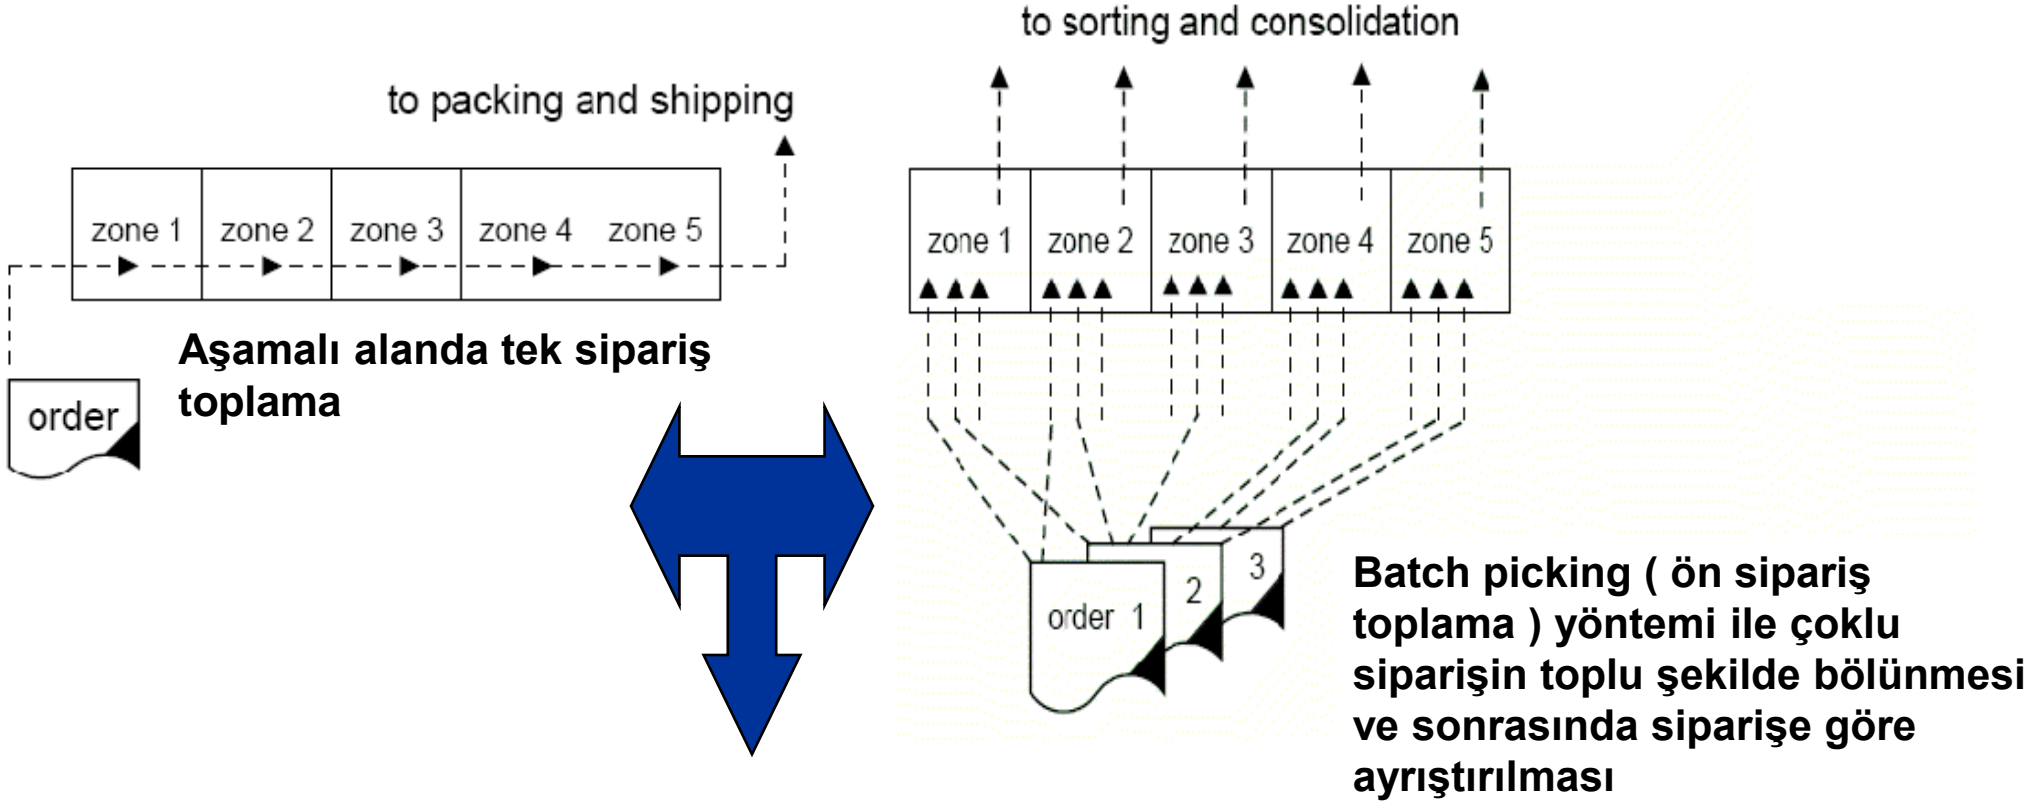 to packing and shipping
zone 1 zone 2 zone 3 zone 4 zone 5
Aşamalı alanda tek sipariş
toplama
order
to sorting and consolidation
zone 1 zone 2 zone 3 zone 4 zone 5
order 1 2 3
Batch picking ( ön sipariş
toplama ) yöntemi ile çoklu
siparişin toplu şekilde bölünmesi
ve sonrasında siparişe göre
ayrıştırılması